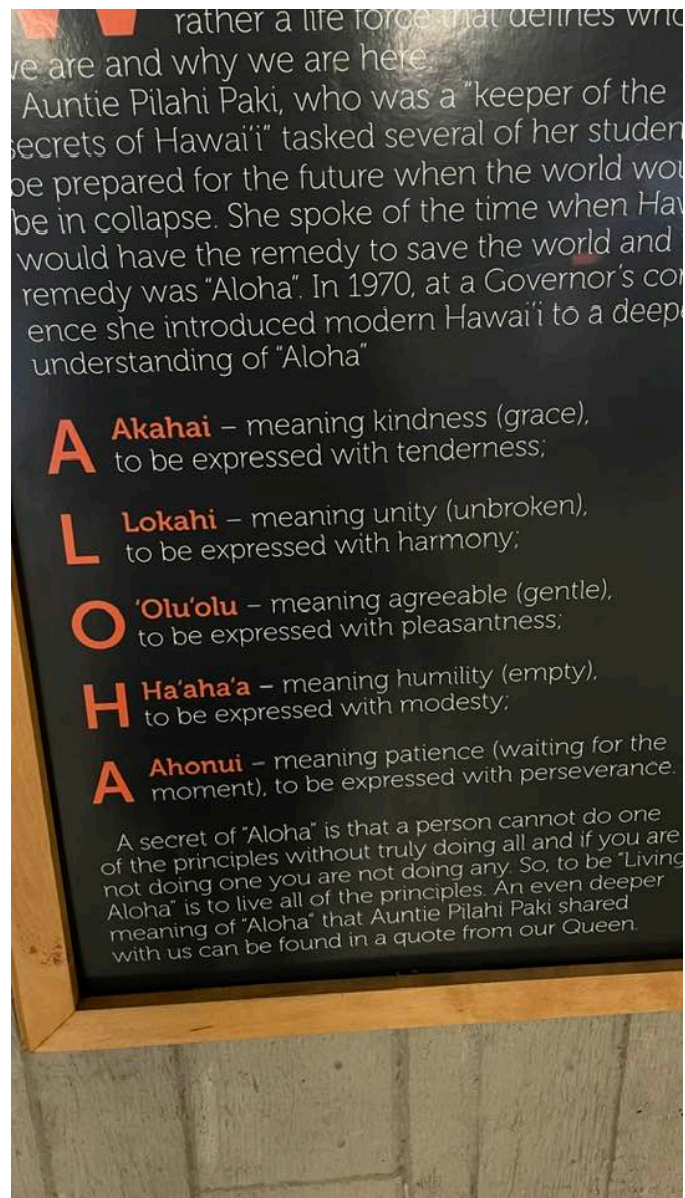 rather a life force that defines who
we are and why we are here.
Auntie Pilahi Paki, who was a “keeper of the
secrets of Hawai‘i” tasked several of her studen
be prepared for the future when the world wou
be in collapse. She spoke of the time when Haw
would have the remedy to save the world and
remedy was “Aloha”. In 1970, at a Governor’s con
ence she introduced modern Hawai‘i to a deepe
understanding of “Aloha”
A Akahai – meaning kindness (grace),
to be expressed with tenderness;
L Lokahi – meaning unity (unbroken),
to be expressed with harmony;
O ‘Olu‘olu – meaning agreeable (gentle),
to be expressed with pleasantness;
H Ha‘aha‘a – meaning humility (empty),
to be expressed with modesty;
A Ahonui – meaning patience (waiting for the
moment), to be expressed with perseverance.
A secret of “Aloha” is that a person cannot do one
of the principles without truly doing all and if you are
not doing one you are not doing any. So, to be “Living
Aloha” is to live all of the principles. An even deeper
meaning of “Aloha” that Auntie Pilahi Paki shared
with us can be found in a quote from our Queen.